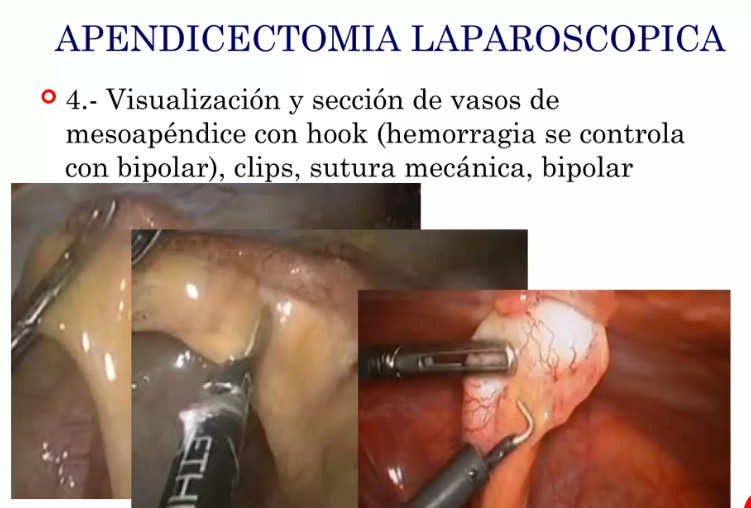 APENDICECTOMIA LAPAROSCOPICA
4.- Visualización y sección de vasos de
mesoapéndice con hook (hemorragia se controla
con bipolar), clips, sutura mecánica, bipolar
ETHI